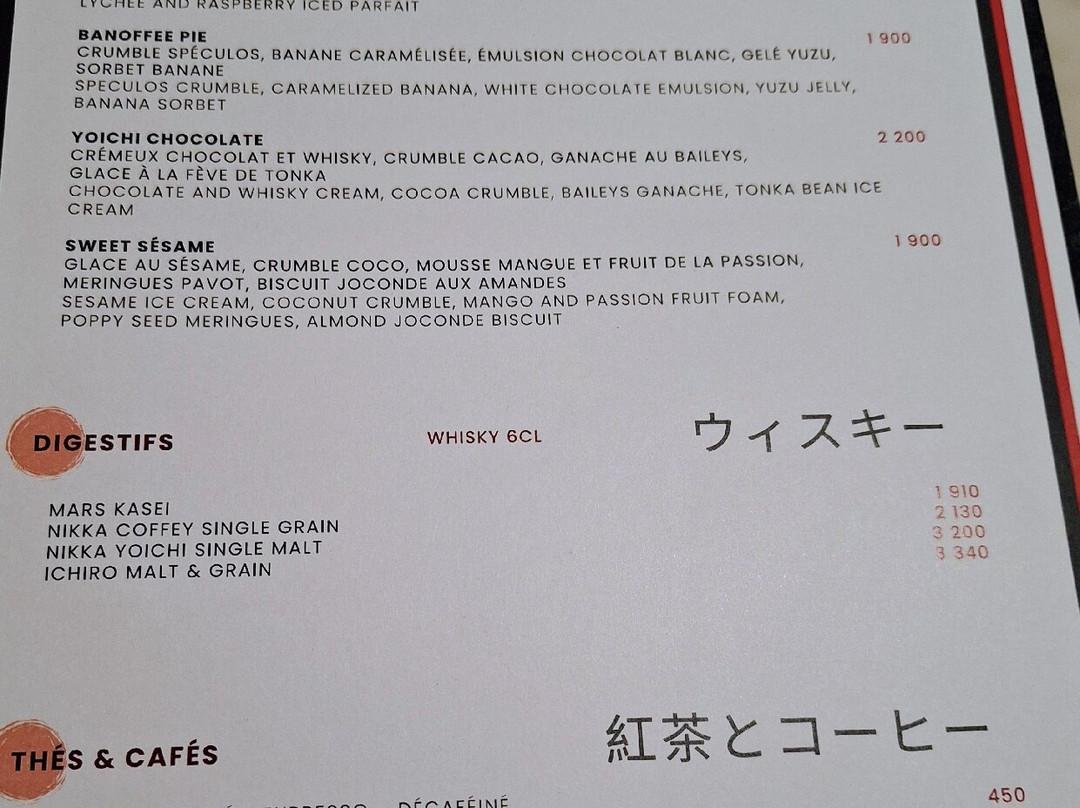 LYCHEE AND RASPBERRY ICED PARFAIT
BANOFFEE PIE 1 900
CRUMBLE SPÉCULOS, BANANE CARAMÉLISÉE, ÉMULSION CHOCOLAT BLANC, GELÉ YUZU,
SORBET BANANE
SPECULOS CRUMBLE, CARAMELIZED BANANA, WHITE CHOCOLATE EMULSION, YUZU JELLY,
BANANA SORBET
YOICHI CHOCOLATE 2 200
CRÉMEUX CHOCOLAT ET WHISKY, CRUMBLE CACAO, GANACHE AU BAILEYS,
GLACE À LA FÈVE DE TONKA
CHOCOLATE AND WHISKY CREAM, COCOA CRUMBLE, BAILEYS GANACHE, TONKA BEAN ICE
CREAM
SWEET SÉSAME 1 900
GLACE AU SÉSAME, CRUMBLE COCO, MOUSSE MANGUE ET FRUIT DE LA PASSION,
MERINGUES PAVOT, BISCUIT JOCONDE AUX AMANDES
SESAME ICE CREAM, COCONUT CRUMBLE, MANGO AND PASSION FRUIT FOAM,
POPPY SEED MERINGUES, ALMOND JOCONDE BISCUIT
DIGESTIFS WHISKY 6CL ウィスキー
MARS KASEI 1 910
NIKKA COFFEY SINGLE GRAIN 2 130
NIKKA YOICHI SINGLE MALT 3 200
ICHIRO MALT & GRAIN 3 340
THÉS & CAFÉS 紅茶とコーヒー
DÉCAFÉINÉ 450